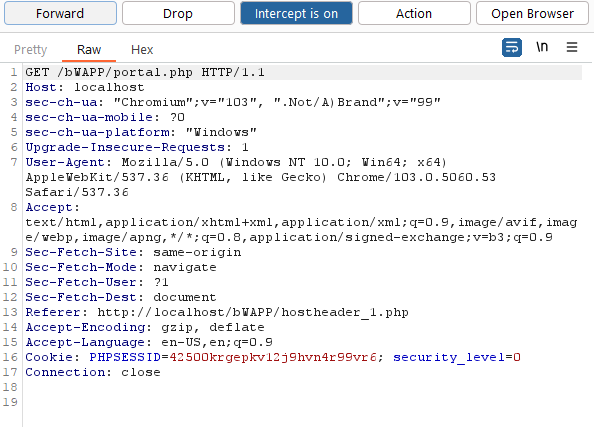 Forward Drop Intercept is on Action Open Browser
Pretty Raw Hex \n
1 GET /bWAPP/portal.php HTTP/1.1
2 Host: localhost
3 sec-ch-ua: "Chromium";v="103", ".Not/A)Brand";v="99"
4 sec-ch-ua-mobile: ?0
5 sec-ch-ua-platform: "Windows"
6 Upgrade-Insecure-Requests: 1
7 User-Agent: Mozilla/5.0 (Windows NT 10.0; Win64; x64)
AppleWebKit/537.36 (KHTML, like Gecko) Chrome/103.0.5060.53
Safari/537.36
8 Accept:
text/html,application/xhtml+xml,application/xml;q=0.9,image/avif,imag
e/webp,image/apng,*/*;q=0.8,application/signed-exchange;v=b3;q=0.9
9 Sec-Fetch-Site: same-origin
10 Sec-Fetch-Mode: navigate
11 Sec-Fetch-User: ?1
12 Sec-Fetch-Dest: document
13 Referer: http://localhost/bWAPP/hostheader_1.php
14 Accept-Encoding: gzip, deflate
15 Accept-Language: en-US,en;q=0.9
16 Cookie: PHPSESSID=42500krgepkv12j9hvn4r99vr6; security_level=0
17 Connection: close
18
19